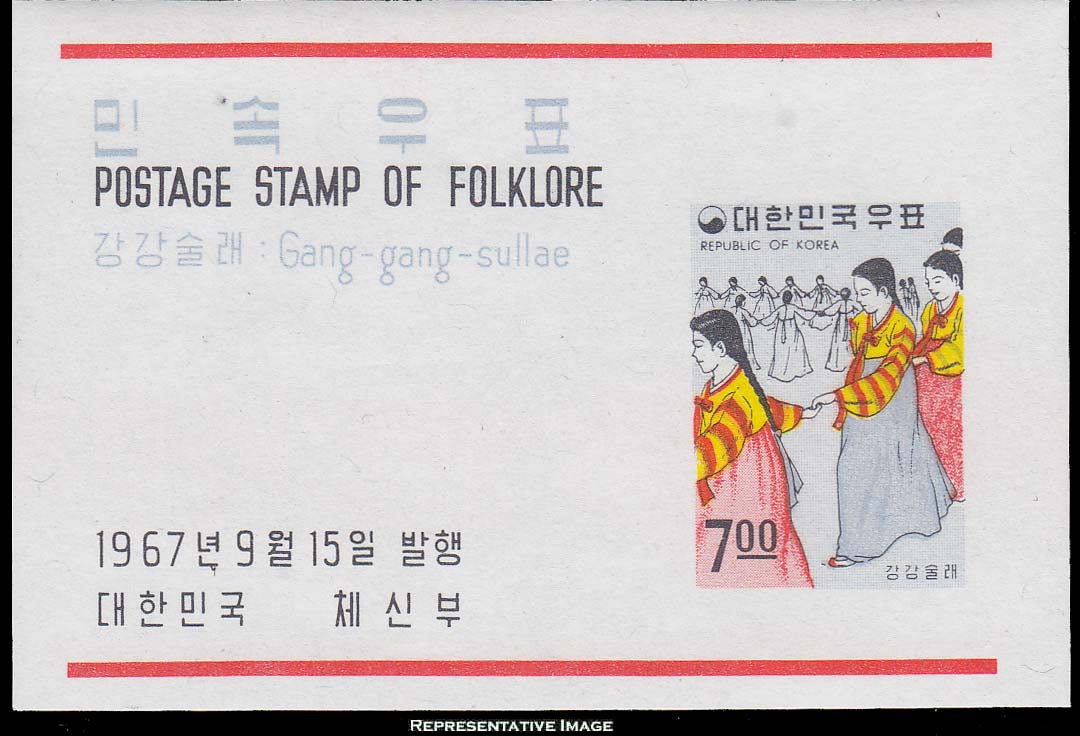 민 속 우 표
POSTAGE STAMP OF FOLKLORE
강강술래 : Gang-gang-sullae
대한민국우표
REPUBLIC OF KOREA
7 00
강강술래
1967년 9월 15일 발행
대한민국 체신부
REPRESENTATIVE IMAGE